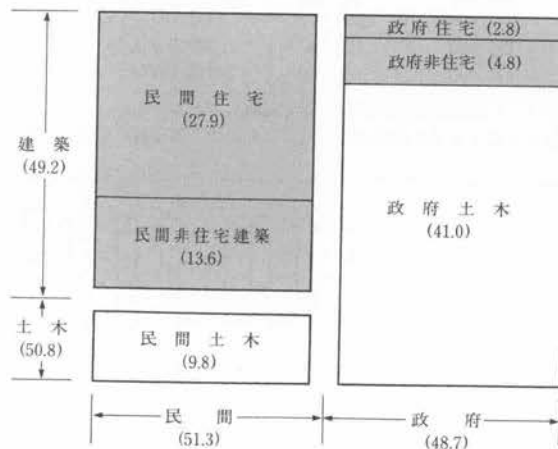 建築
(49.2)
土木
(50.8)
民間住宅
(27.9)
民間非住宅建築
(13.6)
民間土木
(9.8)
政府住宅 (2.8)
政府非住宅 (4.8)
政府土木
(41.0)
民間
(51.3)
政府
(48.7)